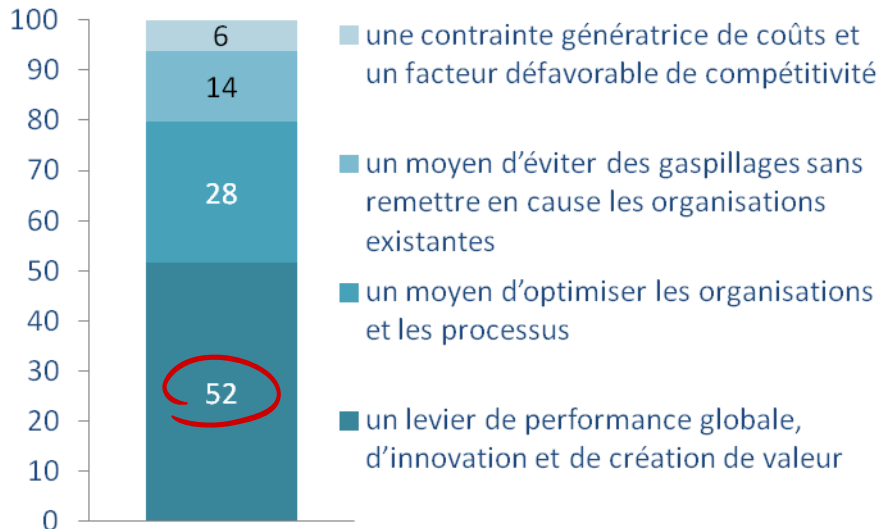 100
90
80
70
60
50
40
30
20
10
0
6
14
28
52
une contrainte génératrice de coûts et
un facteur défavorable de compétitivité
un moyen d'éviter des gaspillages sans
remettre en cause les organisations
existantes
un moyen d'optimiser les organisations
et les processus
un levier de performance globale,
d'innovation et de création de valeur